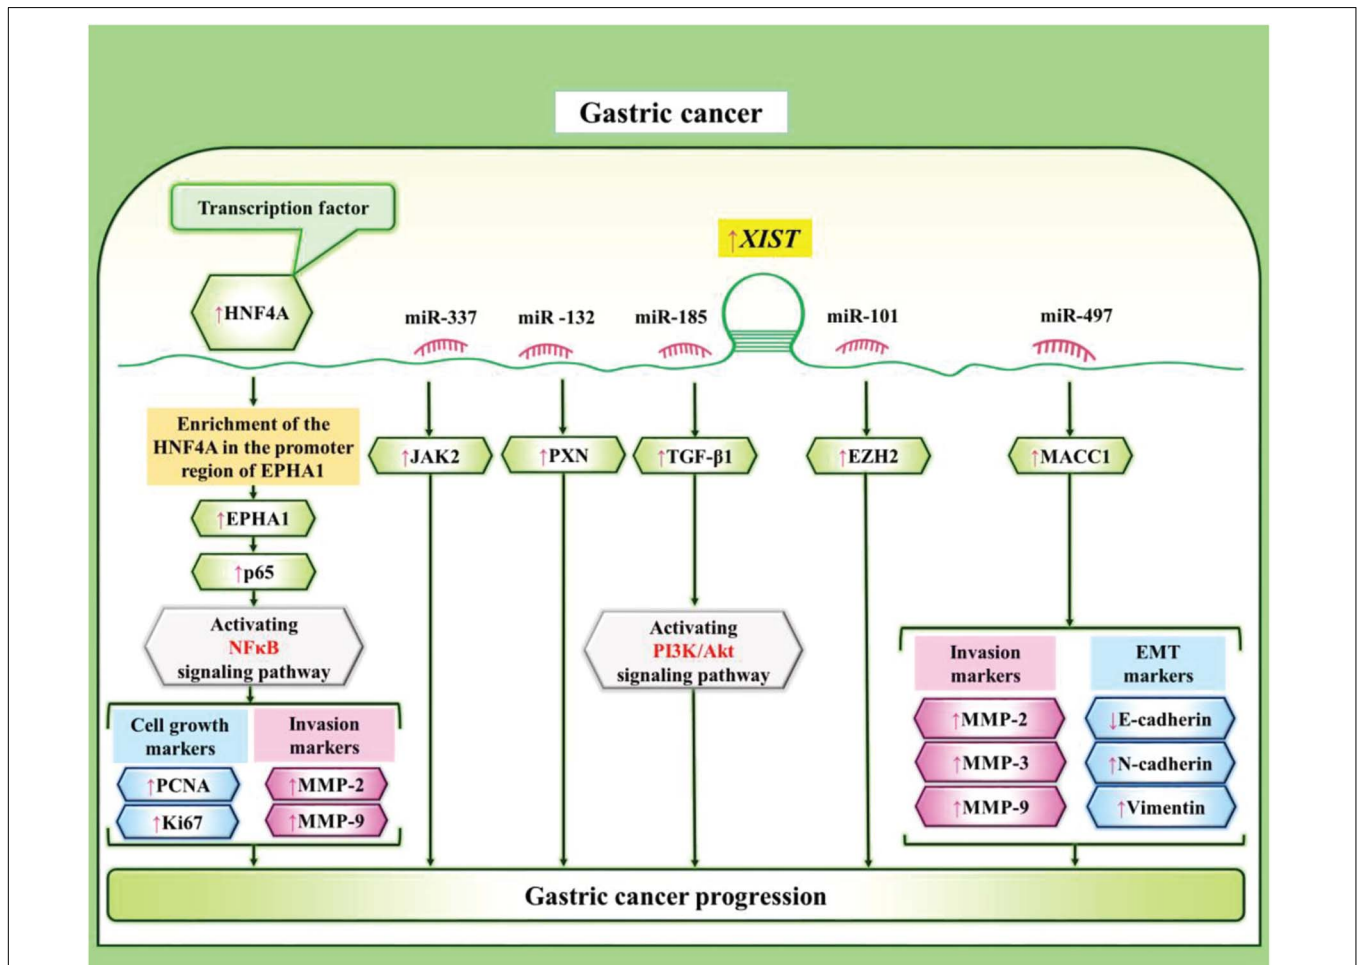 Gastric cancer
Transcription factor
↑XIST
↑HNF4A
miR-337
miR -132
miR-185
miR-101
miR-497
Enrichment of the
HNF4A in the promoter
region of EPHA1
↑JAK2
↑PXN
↑TGF-β1
↑EZH2
↑MACC1
↑EPHA1
↑p65
Activating
NFκB
signaling pathway
Activating
PI3K/Akt
signaling pathway
Cell growth
markers
↑PCNA
↑Ki67
Invasion
markers
↑MMP-2
↑MMP-9
Invasion
markers
↑MMP-2
↑MMP-3
↑MMP-9
EMT
markers
↓E-cadherin
↑N-cadherin
↑Vimentin
Gastric cancer progression